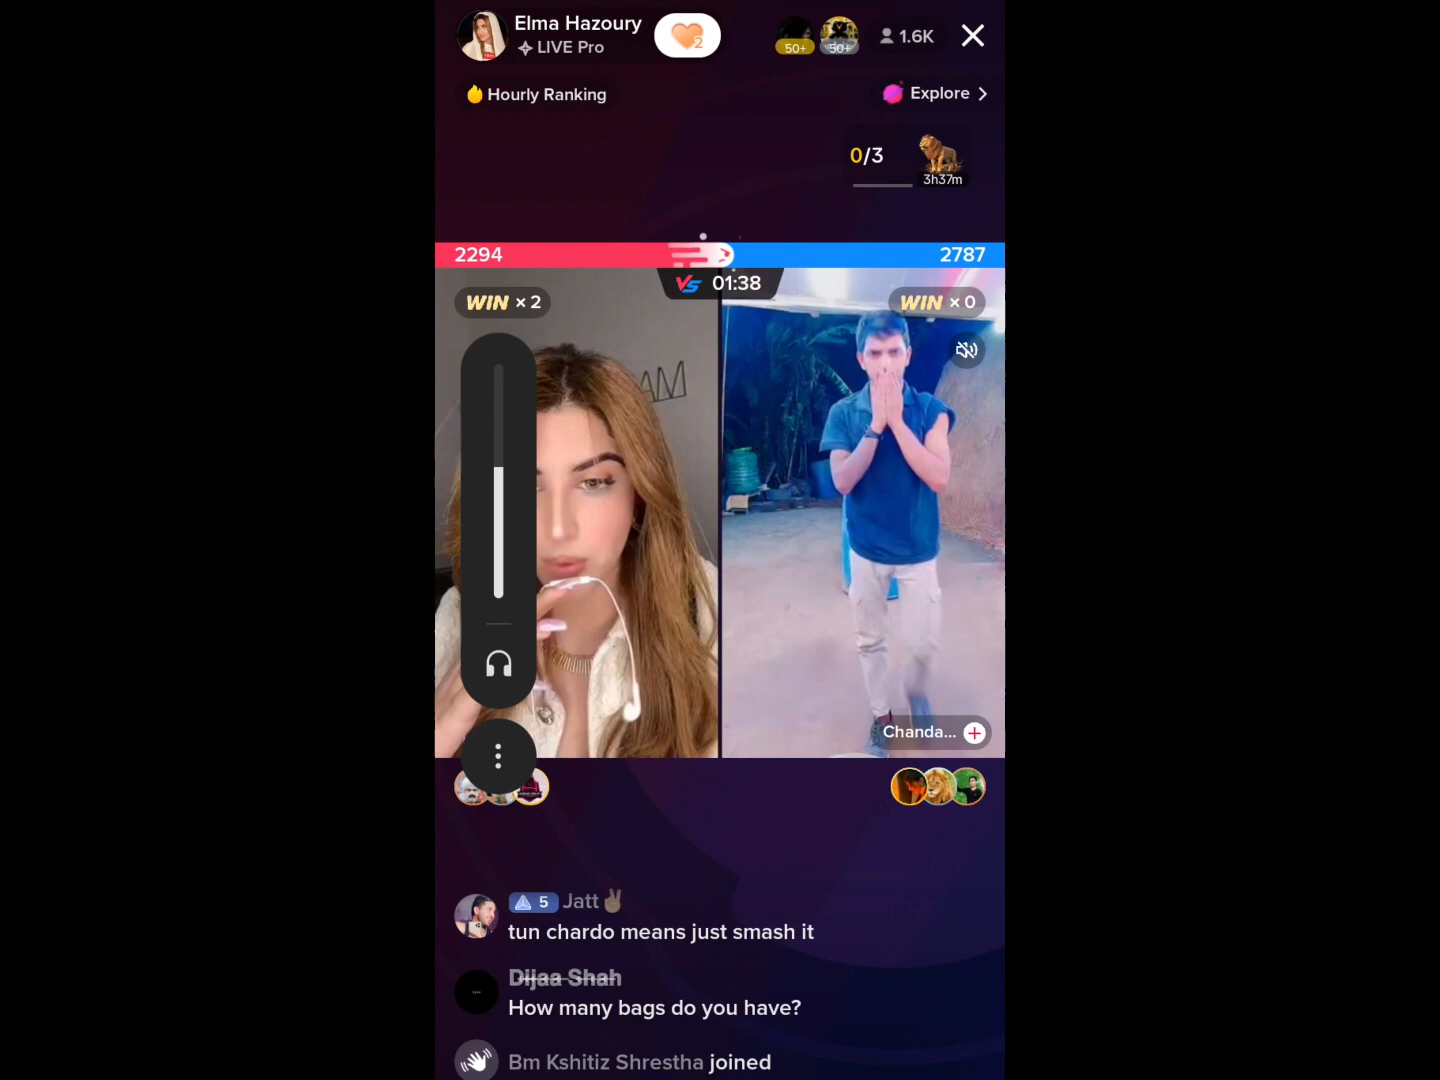 Elma Hazoury
LIVE Pro
2
50+
50+
1.6K
Hourly Ranking
Explore >
0/3
3h37m
2294
2787
VS 01:38
WIN × 2
WIN × 0
AM
Chanda...
5 Jatt✌🏽
tun chardo means just smash it
Dijaa Shah
How many bags do you have?
Bm Kshitiz Shrestha joined